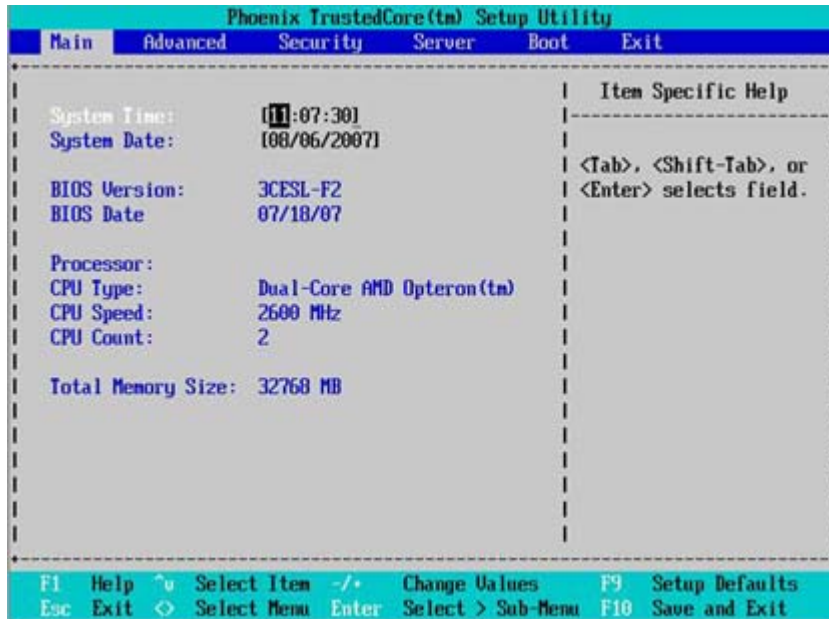 Phoenix TrustedCore(tm) Setup Utility
Main Advanced Security Server Boot Exit
Item Specific Help
System Time: [11:07:30]
System Date: [08/06/2007]
<Tab>, <Shift-Tab>, or
<Enter> selects field.
BIOS Version: 3CESL-F2
BIOS Date 07/18/07
Processor:
CPU Type: Dual-Core AMD Opteron(tm)
CPU Speed: 2600 MHz
CPU Count: 2
Total Memory Size: 32768 MB
F1 Help ^v Select Item -/+ Change Values F9 Setup Defaults
Esc Exit <> Select Menu Enter Select > Sub-Menu F10 Save and Exit